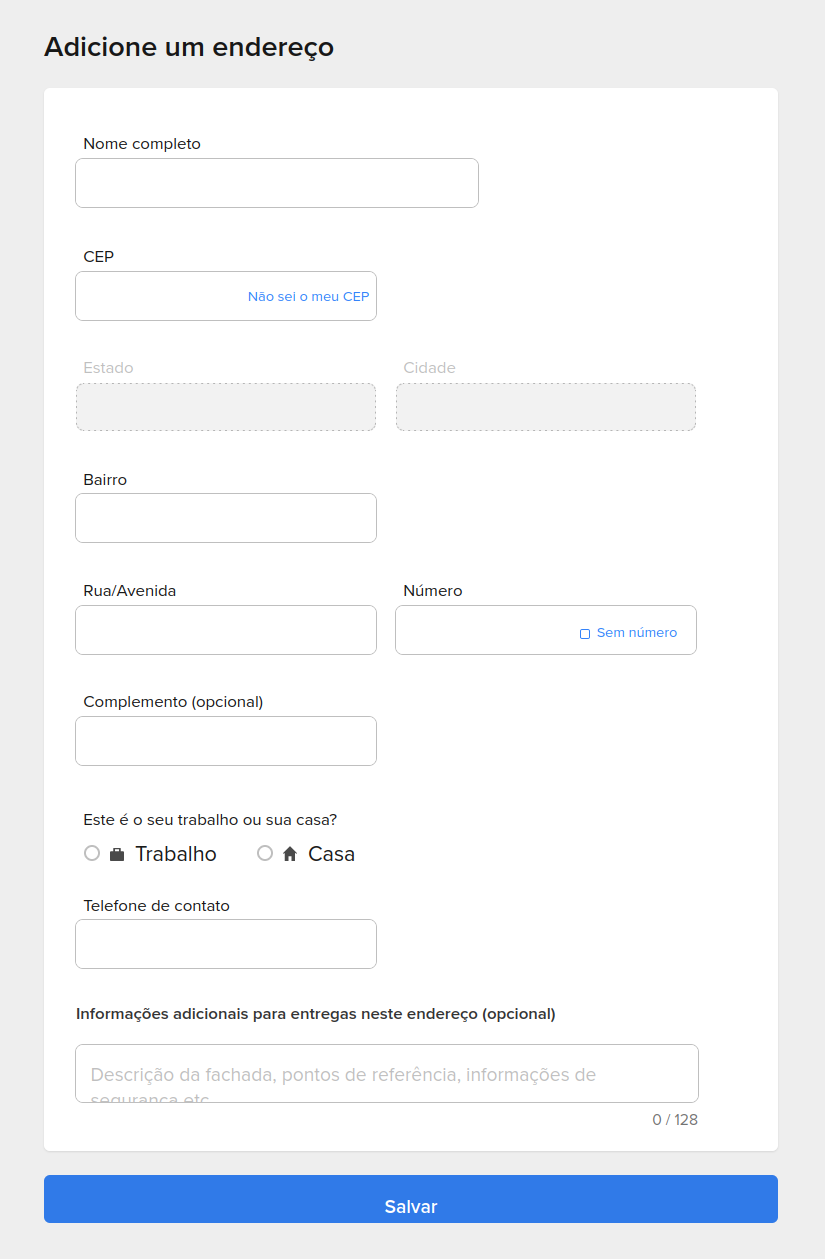 Adicione um endereço
Nome completo
CEP
Não sei o meu CEP
Estado
Cidade
Bairro
Rua/Avenida
Número
Sem número
Complemento (opcional)
Este é o seu trabalho ou sua casa?
Trabalho
Casa
Telefone de contato
Informações adicionais para entregas neste endereço (opcional)
Descrição da fachada, pontos de referência, informações de
segurança etc
0 / 128
Salvar